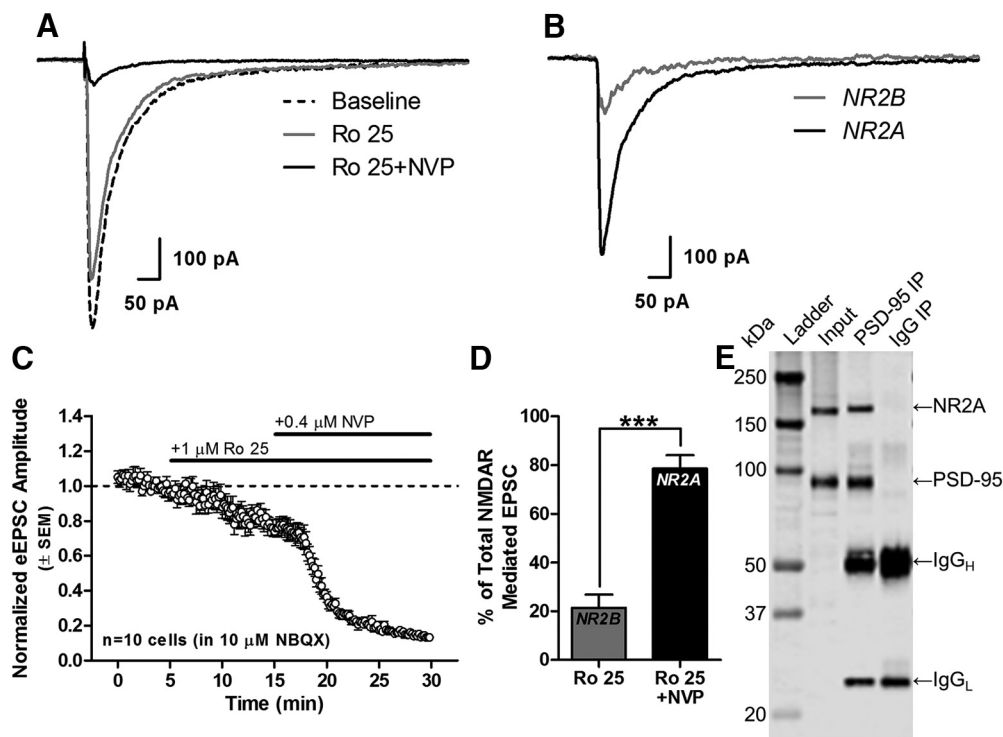 A
Baseline
Ro 25
Ro 25+NVP
100 pA
50 pA
B
NR2B
NR2A
100 pA
50 pA
C
Normalized eEPSC Amplitude
(± SEM)
1.4
1.2
1.0
0.8
0.6
0.4
0.2
0.0
+0.4 µM NVP
+1 µM Ro 25
n=10 cells (in 10 µM NBQX)
0 5 10 15 20 25 30
Time (min)
D
% of Total NMDAR
Mediated EPSC
100
80
60
40
20
0
***
NR2B
NR2A
Ro 25
Ro 25
+NVP
E
kDa
Ladder
Input
PSD-95 IP
IgG IP
250
150
100
50
37
20
←NR2A
←PSD-95
←IgGH
←IgGL